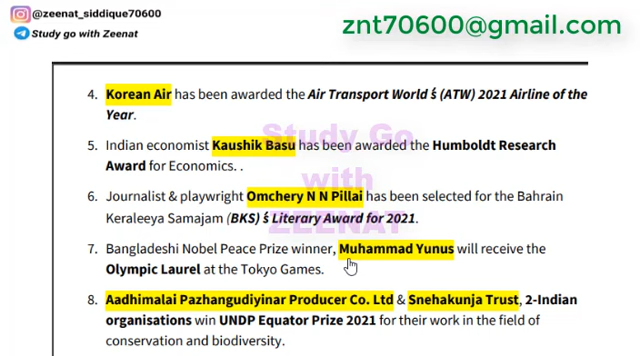 @zeenat_siddique70600
Study go with Zeenat
znt70600@gmail.com
4. Korean Air has been awarded the Air Transport World's (ATW) 2021 Airline of the
Year.
5. Indian economist Kaushik Basu has been awarded the Humboldt Research
Award for Economics. .
6. Journalist & playwright Omchery N N Pillai has been selected for the Bahrain
Keraleeya Samajam (BKS)'s Literary Award for 2021.
7. Bangladeshi Nobel Peace Prize winner, Muhammad Yunus will receive the
Olympic Laurel at the Tokyo Games.
8. Aadhimalai Pazhangudiyinar Producer Co. Ltd & Snehakunja Trust, 2-Indian
organisations win UNDP Equator Prize 2021 for their work in the field of
conservation and biodiversity.
Study Go
with
ZEENAT